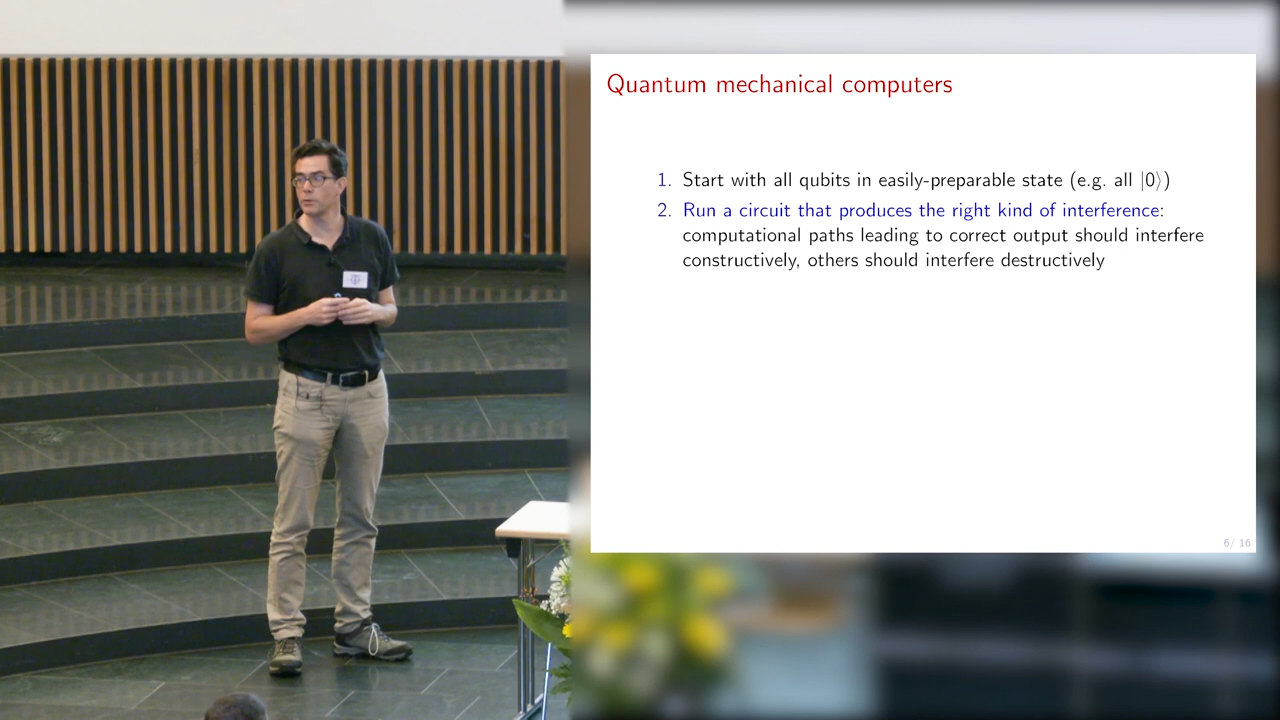 Quantum mechanical computers
1. Start with all qubits in easily-preparable state (e.g. all |0⟩)
2. Run a circuit that produces the right kind of interference:
computational paths leading to correct output should interfere
constructively, others should interfere destructively
6/ 16